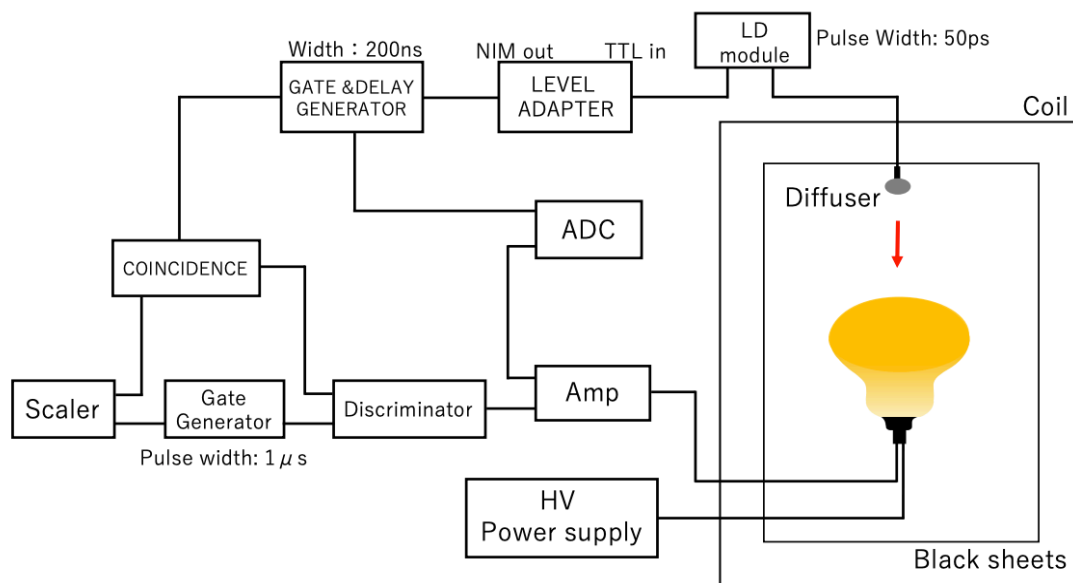 LD
module
Pulse Width: 50ps
Width：200ns
NIM out
TTL in
GATE &DELAY
GENERATOR
LEVEL
ADAPTER
Coil
Diffuser
ADC
COINCIDENCE
Scaler
Gate
Generator
Discriminator
Amp
Pulse width: 1μs
HV
Power supply
Black sheets